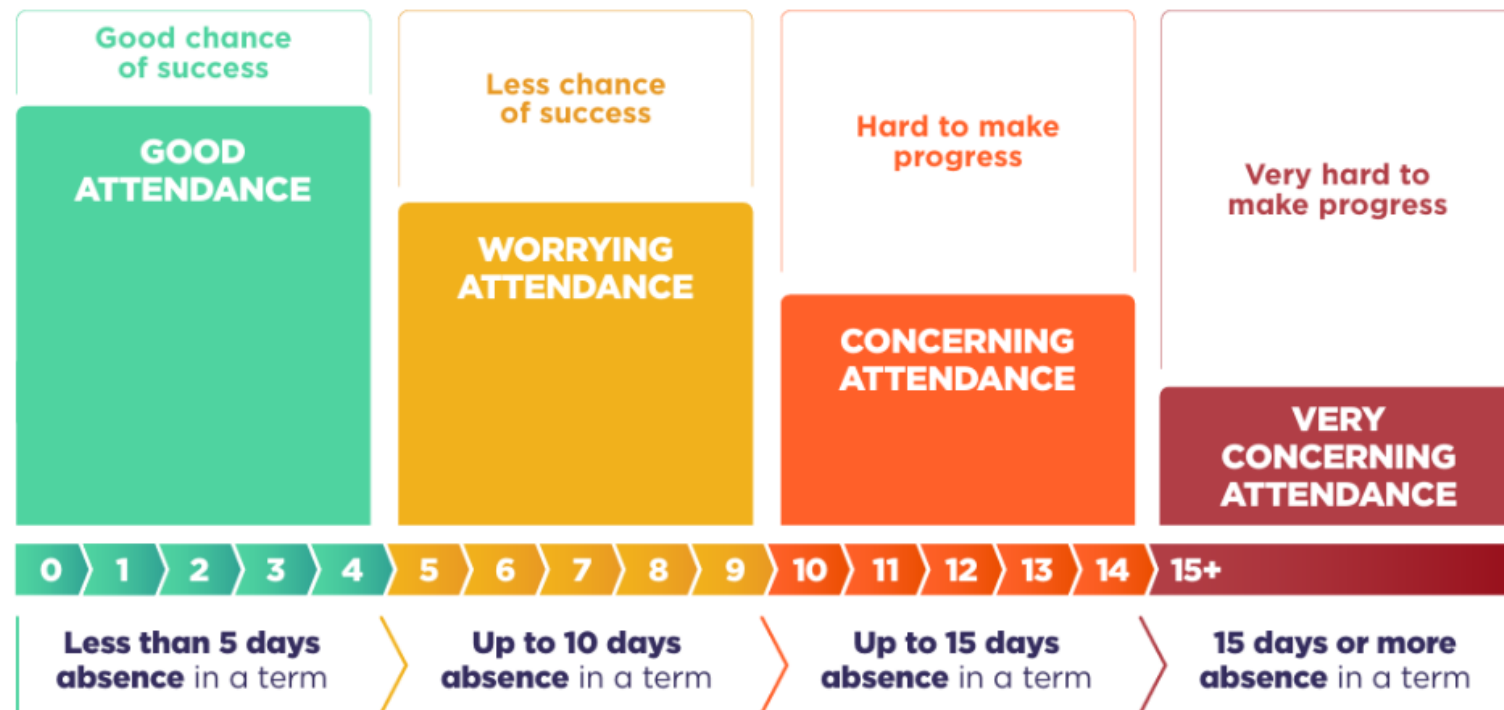 Good chance
of success
GOOD
ATTENDANCE
Less chance
of success
WORRYING
ATTENDANCE
Hard to make
progress
CONCERNING
ATTENDANCE
Very hard to
make progress
VERY
CONCERNING
ATTENDANCE
0 1 2 3 4 5 6 7 8 9 10 11 12 13 14 15+
Less than 5 days
absence in a term
Up to 10 days
absence in a term
Up to 15 days
absence in a term
15 days or more
absence in a term